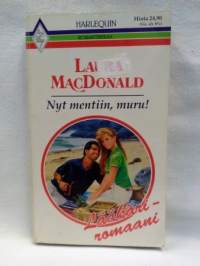 HARLEQUIN
Hinta 24,90
LAURA
MACDONALD
Nyt mentiin, muru!
Lääkäri-
romaani